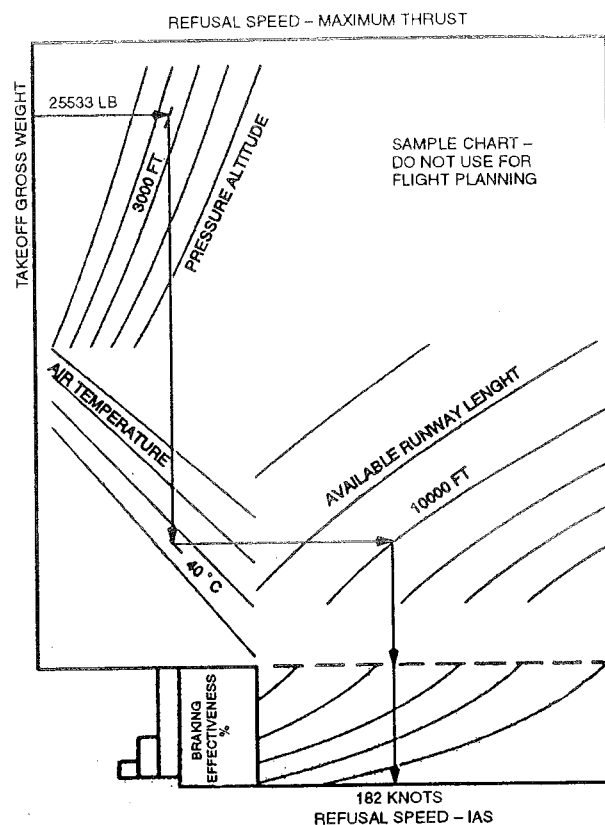 REFUSAL SPEED – MAXIMUM THRUST
TAKEOFF GROSS WEIGHT
25533 LB
3000 FT
PRESSURE ALTITUDE
SAMPLE CHART –
DO NOT USE FOR
FLIGHT PLANNING
AIR TEMPERATURE
40 °C
AVAILABLE RUNWAY LENGHT
10000 FT
BRAKING
EFFECTIVENESS
%
182 KNOTS
REFUSAL SPEED – IAS